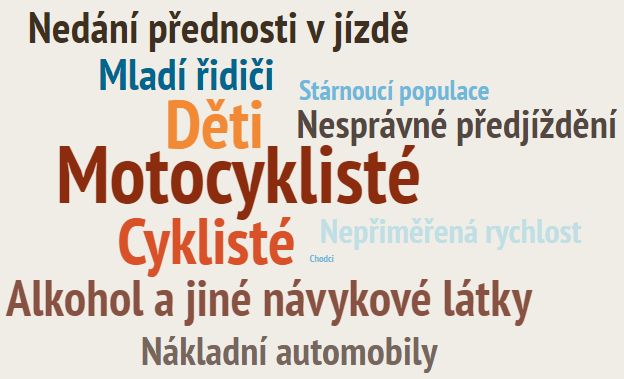 Nedání přednosti v jízdě
Mladí řidiči
Stárnoucí populace
Děti
Nesprávné předjíždění
Motocyklisté
Cyklisté
Nepřiměřená rychlost
Chodci
Alkohol a jiné návykové látky
Nákladní automobily